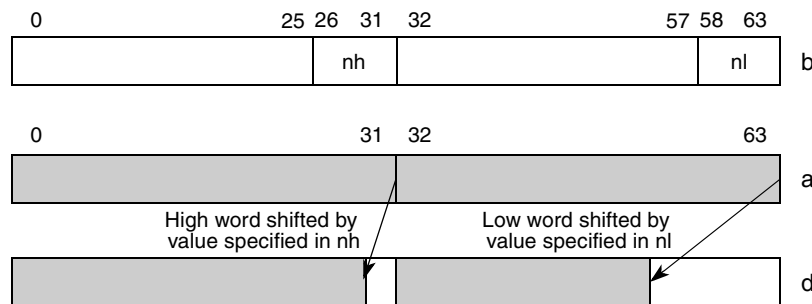 0 25 26 31 32 57 58 63
nh nl b
0 31 32 63
a
High word shifted by
value specified in nh
Low word shifted by
value specified in nl
d